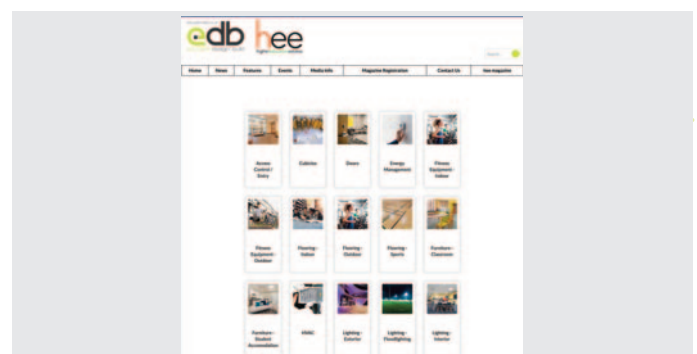 edb hee
Home News Features Events Media Info Magazine Registration Contact Us hee magazine
Access
Control /
Entry
Cubicles
Doors
Energy
Management
Fitness
Equipment -
Indoor
Fitness
Equipment -
Outdoor
Flooring -
Indoor
Flooring -
Outdoor
Flooring -
Sports
Furniture -
Classroom
Furniture -
Student
Accomodation
HVAC
Lighting -
Exterior
Lighting -
Floodlighting
Lighting -
Interior